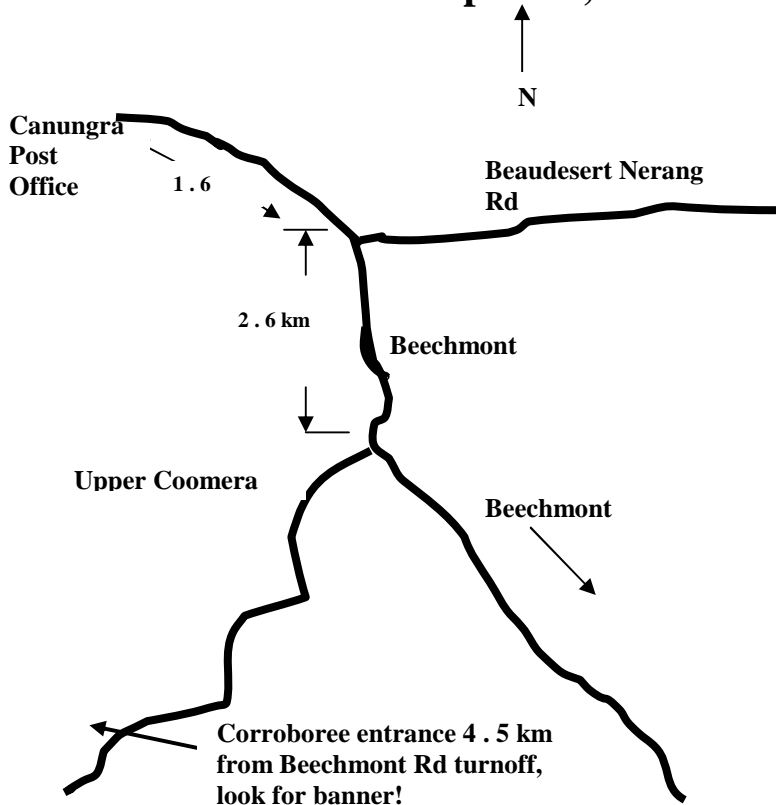 N
Canungra
Post
Office
1 . 6
Beaudesert Nerang
Rd
2 . 6 km
Beechmont
Upper Coomera
Beechmont
Corroboree entrance 4 . 5 km
from Beechmont Rd turnoff,
look for banner!